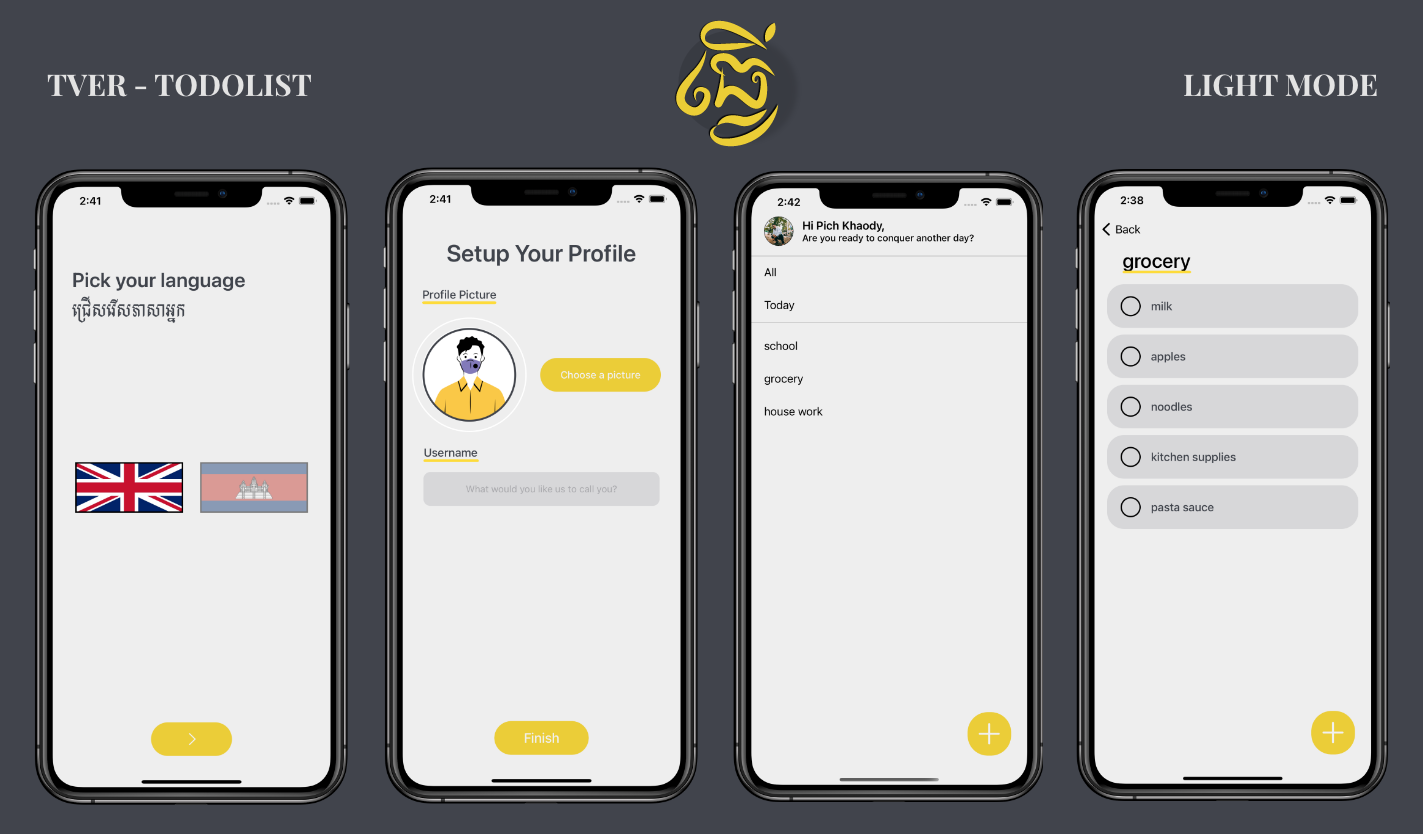 TVER - TODOLIST
ធ្វើ
LIGHT MODE
2:41
Pick your language
ជ្រើសរើសភាសាអ្នក
2:41
Setup Your Profile
Profile Picture
Choose a picture
Username
What would you like us to call you?
Finish
2:42
Hi Pich Khaody,
Are you ready to conquer another day?
All
Today
school
grocery
house work
2:38
Back
grocery
milk
apples
noodles
kitchen supplies
pasta sauce